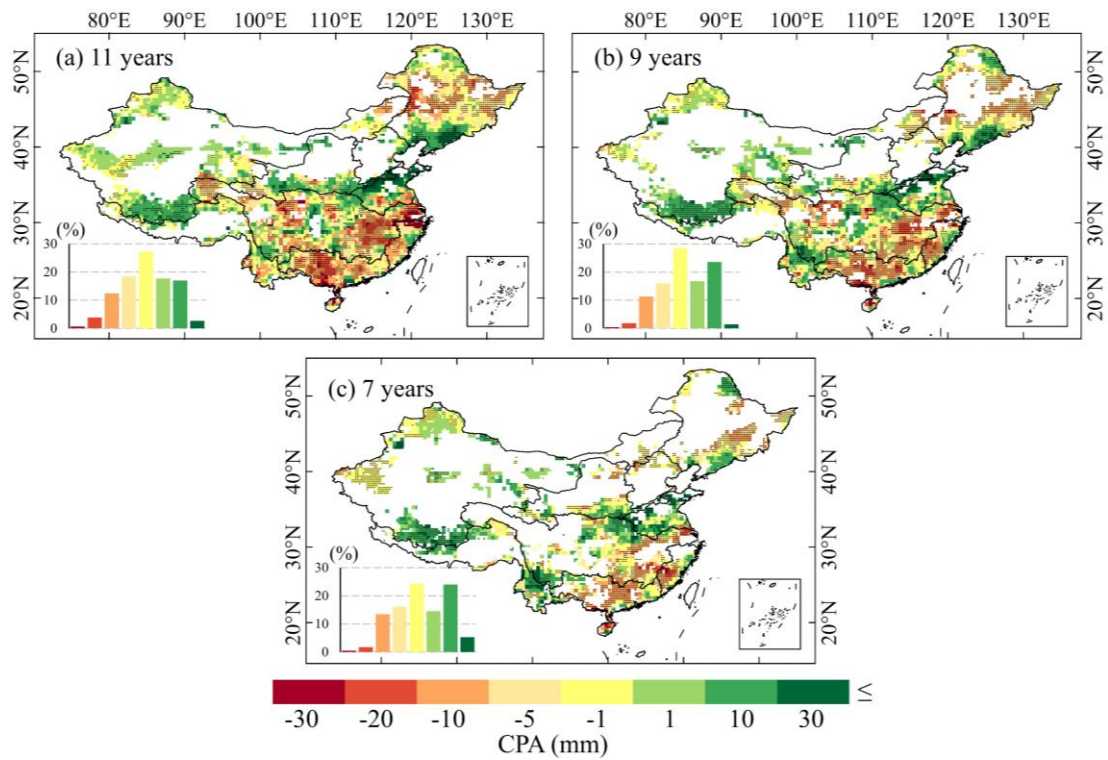 80°E 90°E 100°E 110°E 120°E 130°E 80°E 90°E 100°E 110°E 120°E 130°E
(a) 11 years
(b) 9 years
50°N 50°N
40°N 40°N
30°N 30°N
20°N 20°N
(%) (%)
30 30
20 20
10 10
0 0
(c) 7 years
50°N 50°N
40°N 40°N
30°N 30°N
20°N 20°N
(%)
30
20
10
0
-30 -20 -10 -5 -1 1 10 30 ≤
CPA (mm)